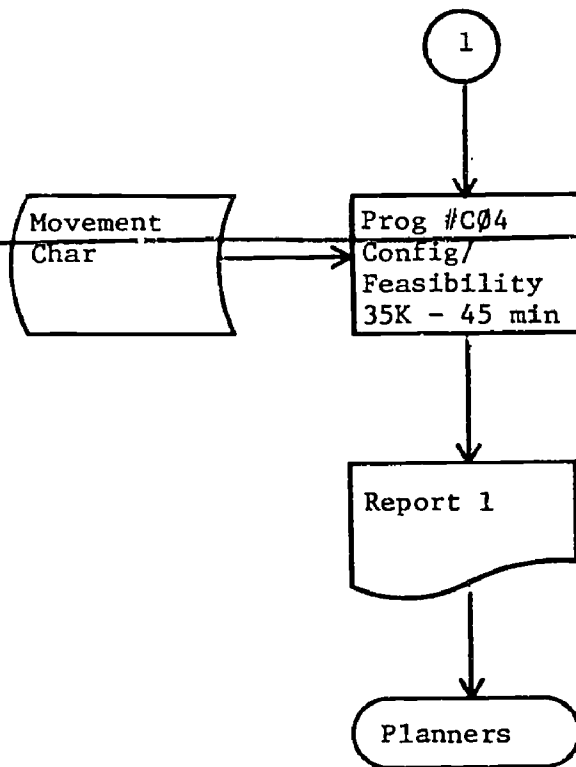 1
Movement
Char
Prog #CØ4
Config/
Feasibility
35K - 45 min
Report 1
Planners